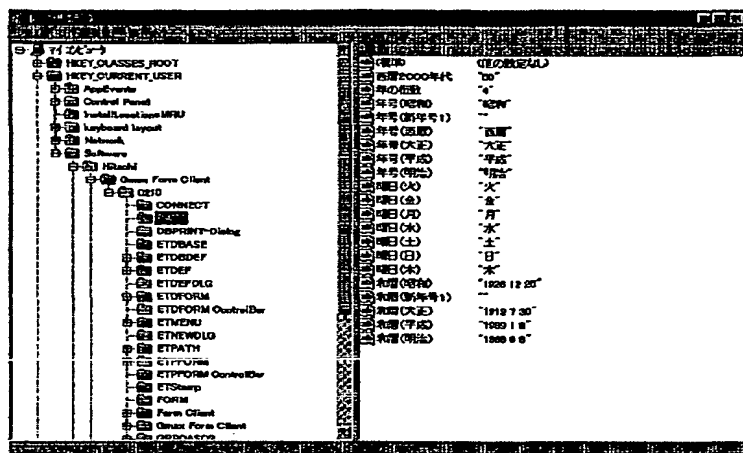 マイ コンピュータ
HKEY_CLASSES_ROOT
HKEY_CURRENT_USER
AppEvents
Control Panel
InstallLocationsMRU
keyboard layout
Network
Software
Hitachi
Gmax Form Client
0210
CONNECT
DBPRINT-Dialog
ETDBASE
ETDBDEF
ETDEF
ETDEFDLG
ETDFORM
ETDFORM ControlBar
ETMENU
ETNEWDLG
ETPATH
ETPFORM
ETPFORM ControlBar
ETStamp
FORM
Form Client
Gmax Form Client
(標準) (値の設定なし)
西暦2000年代 "00"
年の桁数 "4"
年号(昭和) "昭和"
年号(新年号1) ""
年号(西暦) "西暦"
年号(大正) "大正"
年号(平成) "平成"
年号(明治) "明治"
曜日(火) "火"
曜日(金) "金"
曜日(月) "月"
曜日(水) "水"
曜日(土) "土"
曜日(日) "日"
曜日(木) "木"
和暦(昭和) "1926 12 20"
和暦(新年号1) ""
和暦(大正) "1912 7 30"
和暦(平成) "1989 1 8"
和暦(明治)